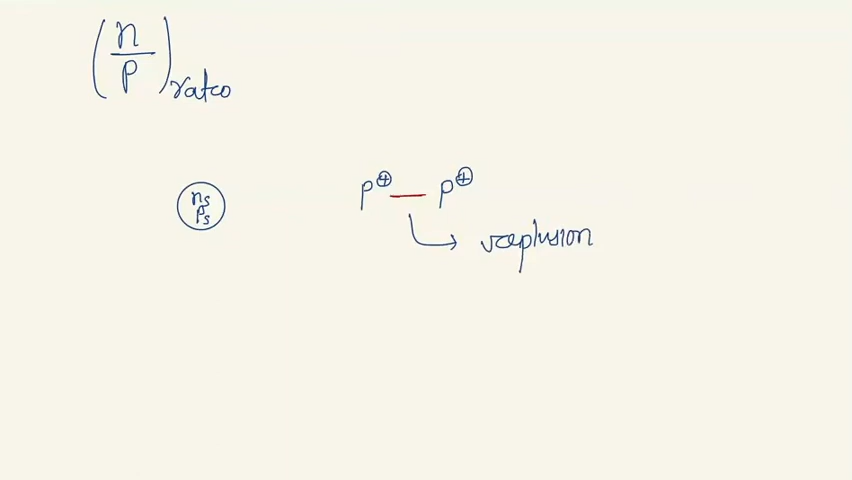 (n/p) ratio
p⊕ — p⊕
ns
ps
repulsion